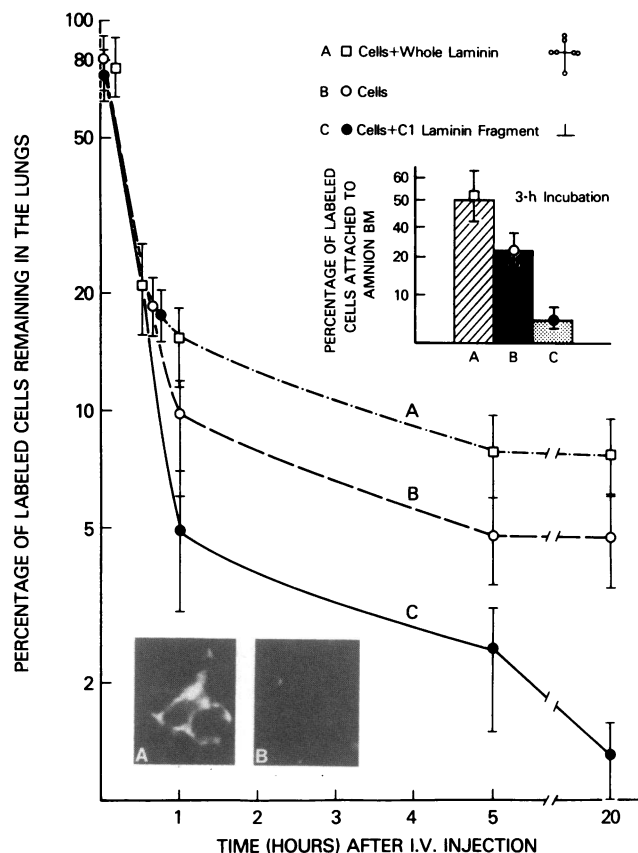 PERCENTAGE OF LABELED CELLS REMAINING IN THE LUNGS
100
80
50
20
10
5
2
A Cells+Whole Laminin
B Cells
C Cells+C1 Laminin Fragment
PERCENTAGE OF LABELED
CELLS ATTACHED TO
AMNION BM
60
50
40
20
10
3-h Incubation
A B C
A
B
C
A B
1 2 3 4 5 20
TIME (HOURS) AFTER I.V. INJECTION